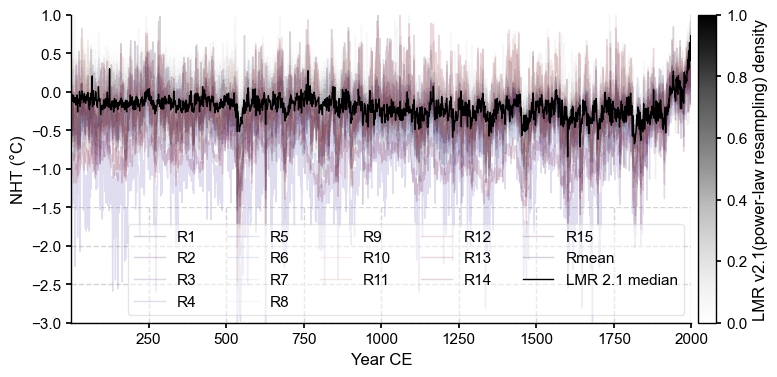 1.0
0.5
0.0
−0.5
−1.0
−1.5
−2.0
−2.5
−3.0
NHT (°C)
250
500
750
1000
1250
1500
1750
2000
Year CE
R1
R2
R3
R4
R5
R6
R7
R8
R9
R10
R11
R12
R13
R14
R15
Rmean
LMR 2.1 median
1.0
0.8
0.6
0.4
0.2
0.0
LMR v2.1(power-law resampling) density